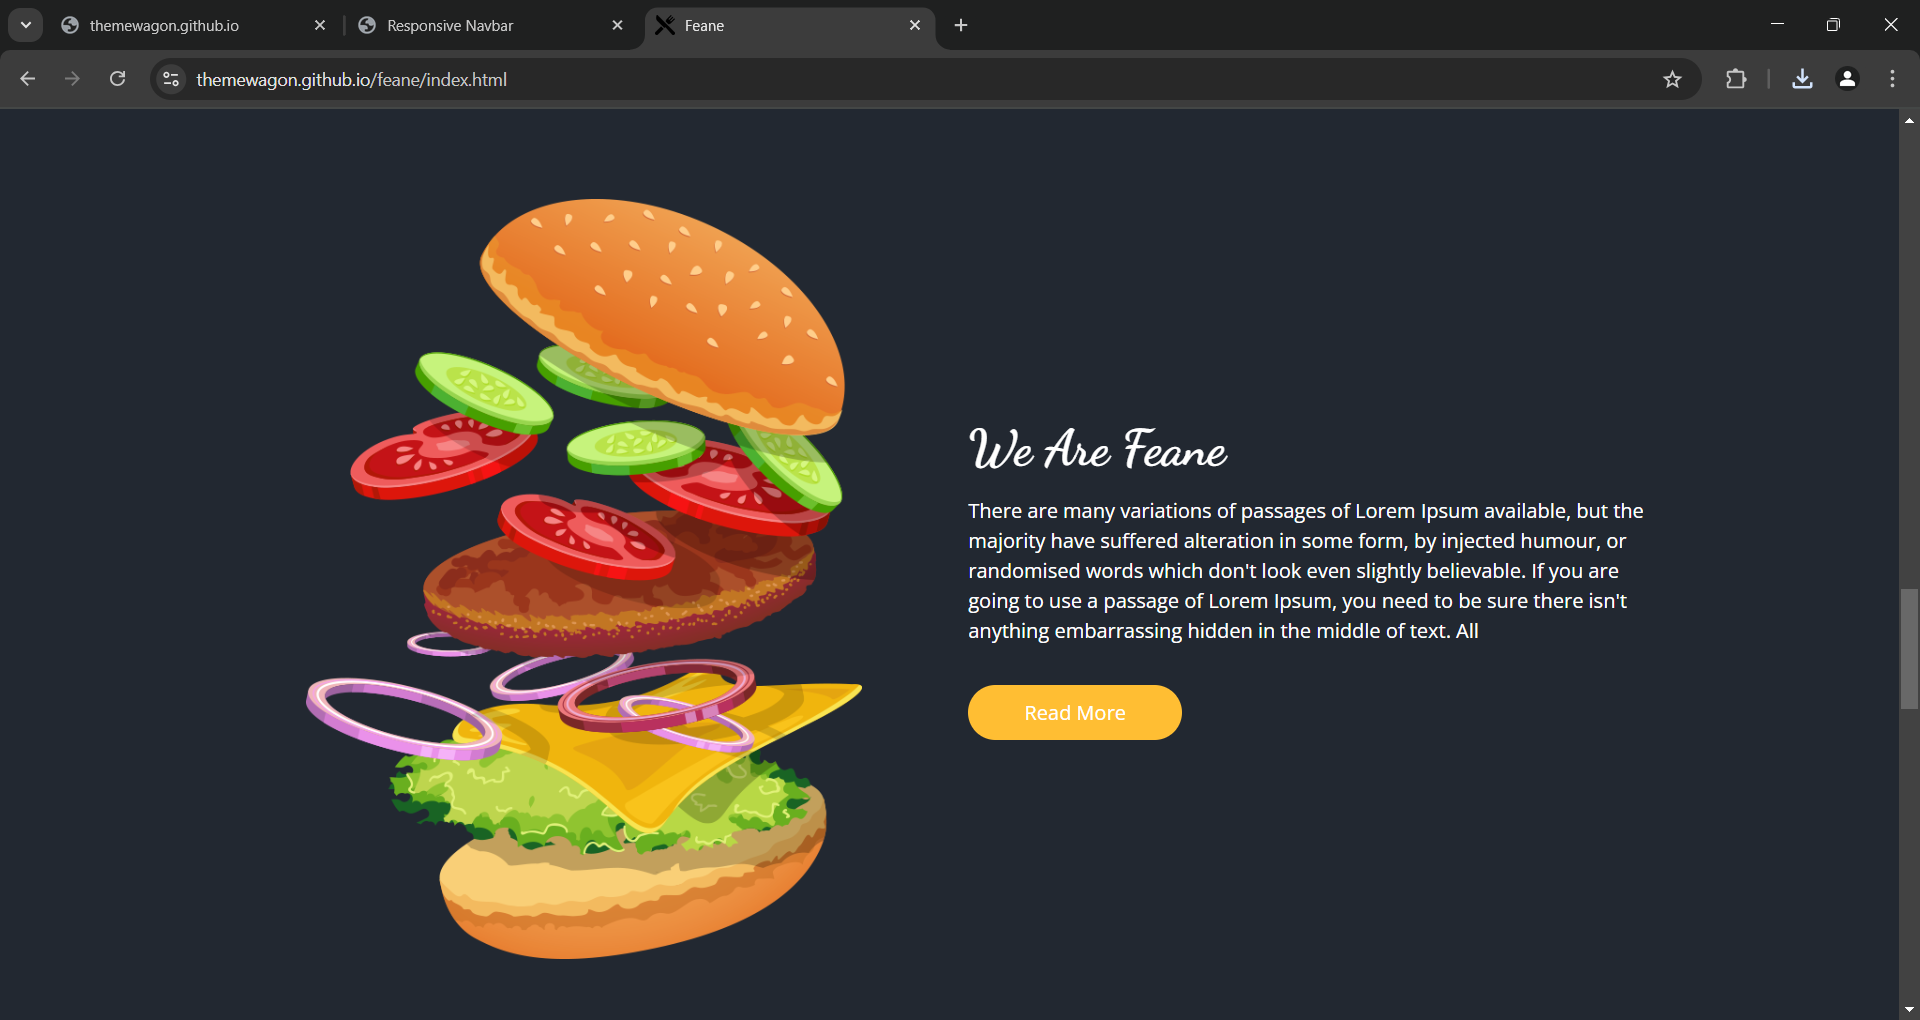 themewagon.github.io
Responsive Navbar
Feane
themewagon.github.io/feane/index.html
We Are Feane
There are many variations of passages of Lorem Ipsum available, but the
majority have suffered alteration in some form, by injected humour, or
randomised words which don't look even slightly believable. If you are
going to use a passage of Lorem Ipsum, you need to be sure there isn't
anything embarrassing hidden in the middle of text. All
Read More